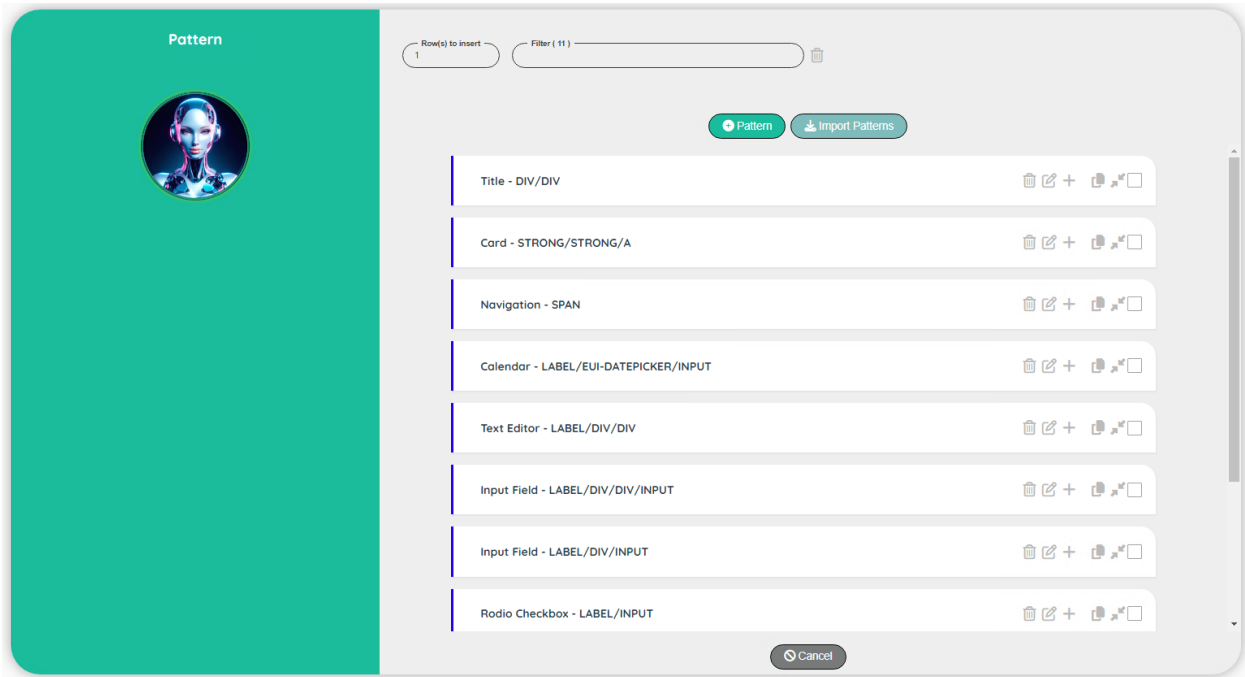 Pattern
Row(s) to insert
1
Filter ( 11 )
Pattern
Import Patterns
Title - DIV/DIV
Card - STRONG/STRONG/A
Navigation - SPAN
Calendar - LABEL/EUI-DATEPICKER/INPUT
Text Editor - LABEL/DIV/DIV
Input Field - LABEL/DIV/DIV/INPUT
Input Field - LABEL/DIV/INPUT
Rodio Checkbox - LABEL/INPUT
Cancel